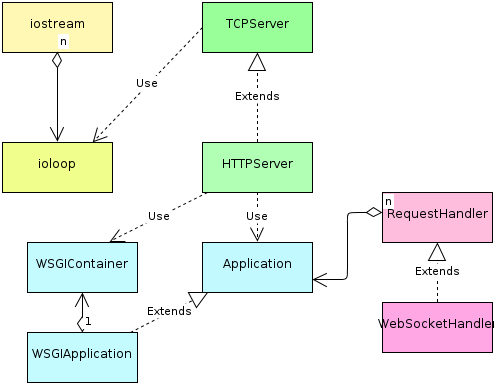 iostream
n
TCPServer
Use
Extends
ioloop
HTTPServer
n
RequestHandler
Use
Use
WSGIContainer
Application
Extends
1
Extends
WebSocketHandler
WSGIApplication